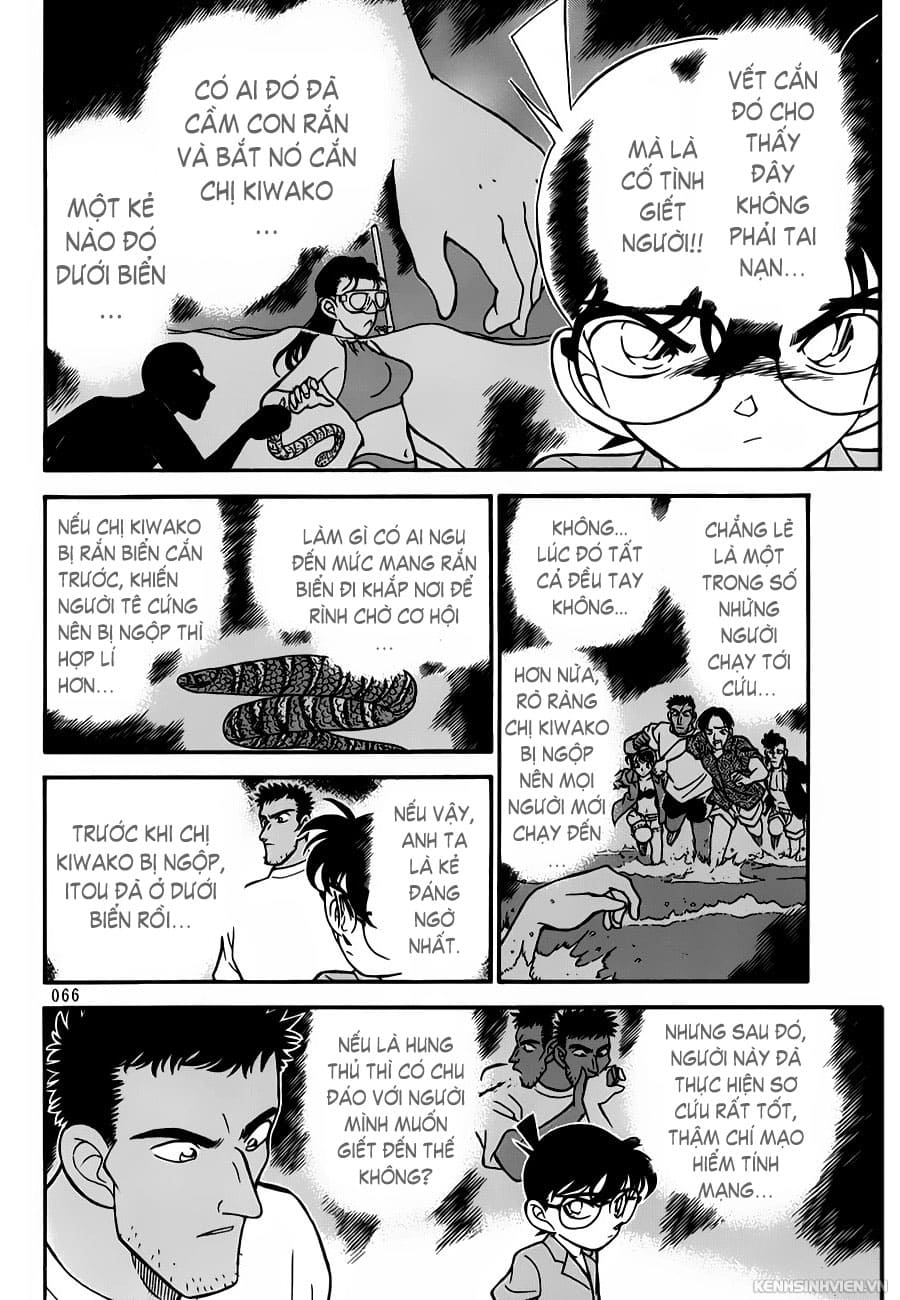 VẾT CẮN
ĐÓ CHO
THẤY
ĐÂY
KHÔNG
PHẢI TAI
NẠN...
MÀ LÀ
CỐ TÌNH
GIẾT
NGƯỜI!!
CÓ AI ĐÓ ĐÃ
CẦM CON RẮN
VÀ BẮT NÓ CẮN
CHỊ KIWAKO
...
MỘT KẺ
NÀO ĐÓ
DƯỚI BIỂN
...
CHẲNG LẼ
LÀ MỘT
TRONG SỐ
NHỮNG
NGƯỜI
CHẠY TỚI
CỨU...
KHÔNG...
LÚC ĐÓ TẤT
CẢ ĐỀU TAY
KHÔNG...
HƠN NỮA,
RÕ RÀNG
CHỊ KIWAKO
BỊ NGỘP
NÊN MỌI
NGƯỜI MỚI
CHẠY ĐẾN
...
LÀM GÌ CÓ AI NGU
ĐẾN MỨC MANG RẮN
BIỂN ĐI KHẮP NƠI ĐỂ
RÌNH CHỜ CƠ HỘI
...
NẾU CHỊ KIWAKO
BỊ RẮN BIỂN CẮN
TRƯỚC, KHIẾN
NGƯỜI TÊ CỨNG
NÊN BỊ NGỘP THÌ
HỢP LÍ
HƠN...
NẾU VẬY,
ANH TA
LÀ KẺ
ĐÁNG
NGỜ
NHẤT.
TRƯỚC KHI CHỊ
KIWAKO BỊ NGỘP,
ITOU ĐÃ Ở DƯỚI
BIỂN RỒI...
066
NHƯNG SAU ĐÓ,
NGƯỜI NÀY ĐÃ
THỰC HIỆN SƠ
CỨU RẤT TỐT,
THẬM CHÍ MẠO
HIỂM TÍNH
MẠNG...
NẾU LÀ HUNG
THỦ THÌ CÓ CHU
ĐÁO VỚI NGƯỜI
MÌNH MUỐN
GIẾT ĐẾN THẾ
KHÔNG?
KENHSINHVIEN.VN